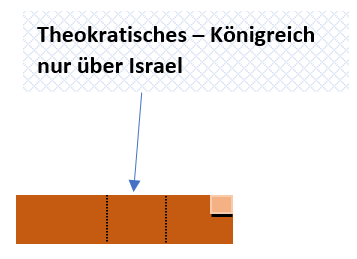 Theokratisches – Königreich
nur über Israel